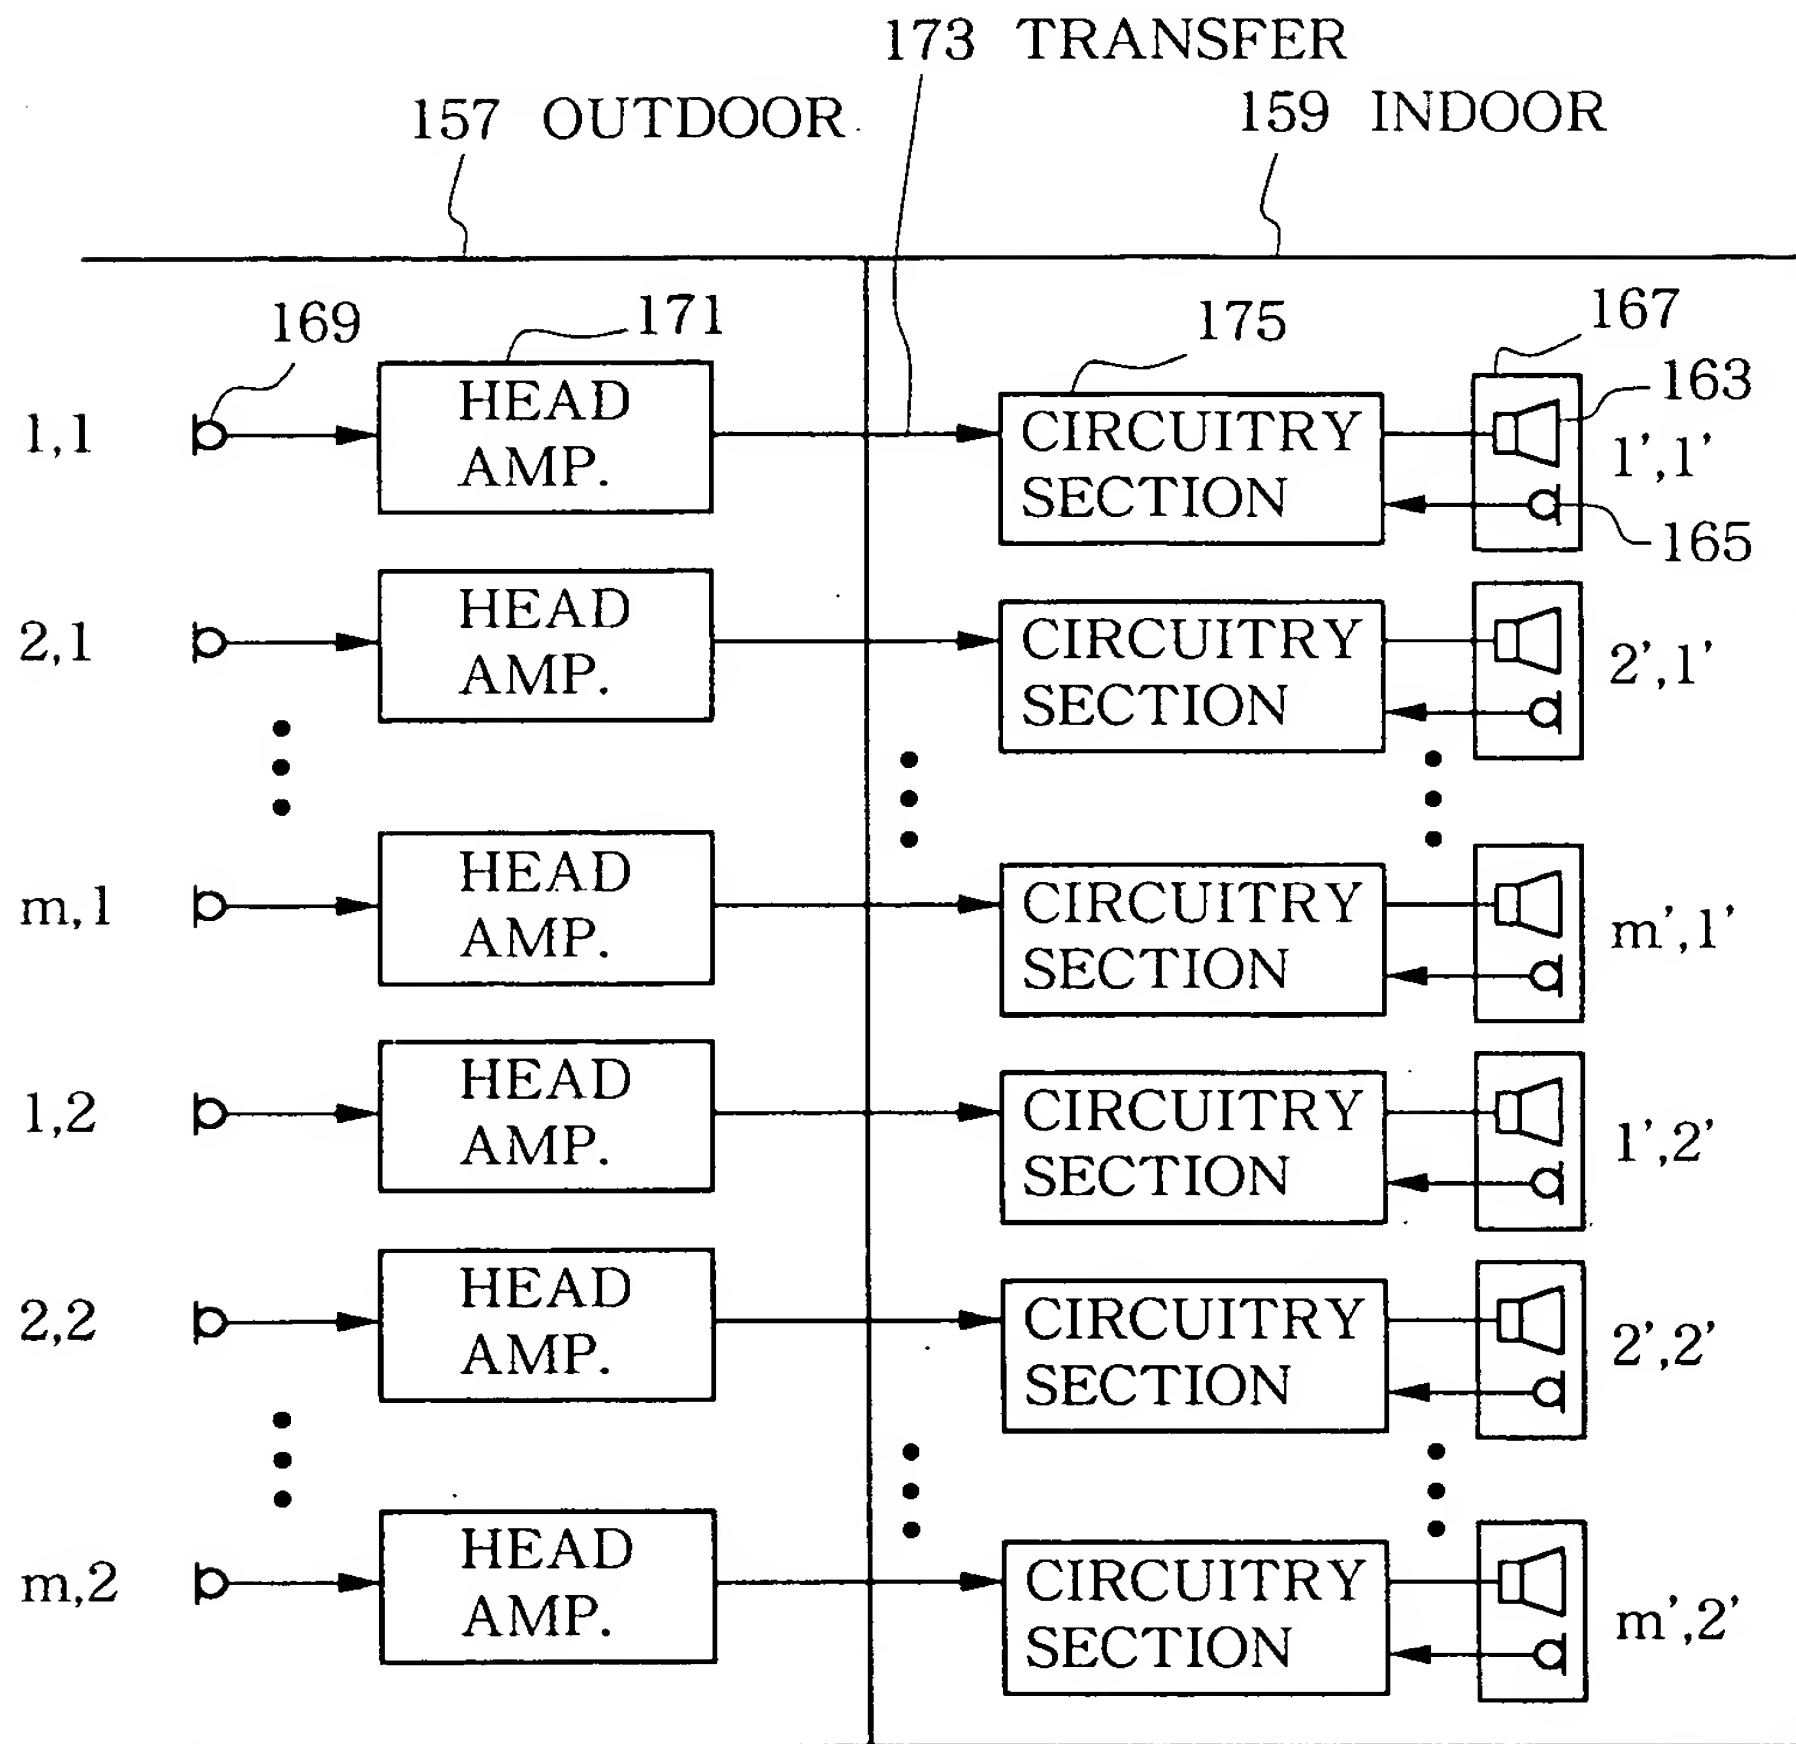 173 TRANSFER
157 OUTDOOR
159 INDOOR
169
171
175
167
163
1,1
HEAD
AMP.
CIRCUITRY
SECTION
1',1'
165
2,1
HEAD
AMP.
CIRCUITRY
SECTION
2',1'
m,1
HEAD
AMP.
CIRCUITRY
SECTION
m',1'
1,2
HEAD
AMP.
CIRCUITRY
SECTION
1',2'
2,2
HEAD
AMP.
CIRCUITRY
SECTION
2',2'
m,2
HEAD
AMP.
CIRCUITRY
SECTION
m',2'